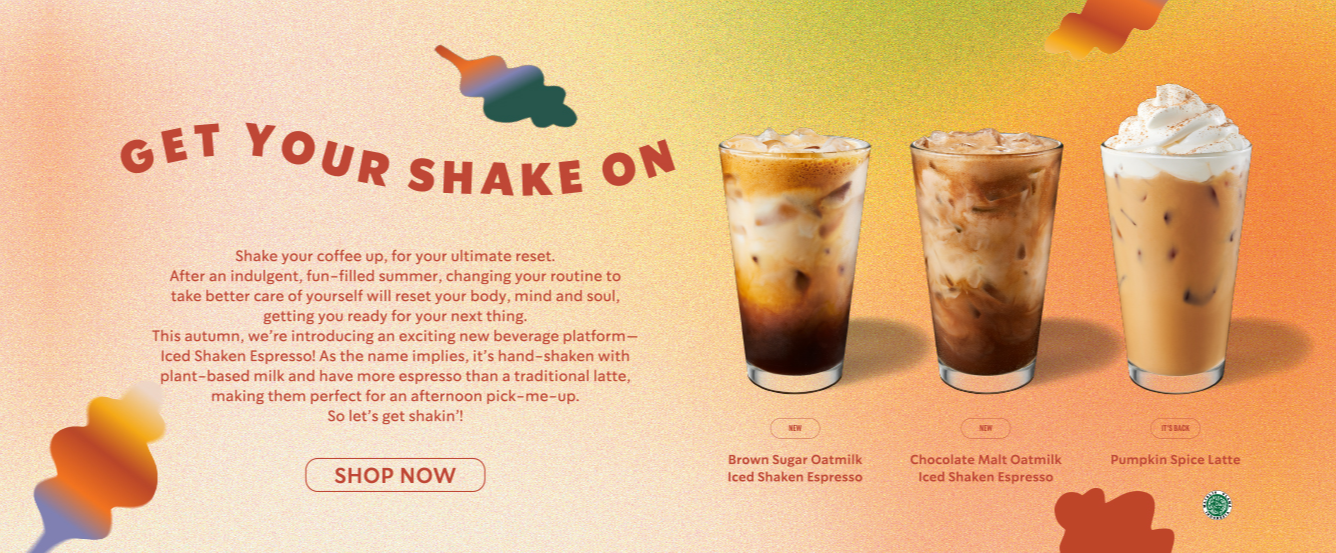 GET YOUR SHAKE ON
Shake your coffee up, for your ultimate reset.
After an indulgent, fun-filled summer, changing your routine to
take better care of yourself will reset your body, mind and soul,
getting you ready for your next thing.
This autumn, we're introducing an exciting new beverage platform—
Iced Shaken Espresso! As the name implies, it's hand-shaken with
plant-based milk and have more espresso than a traditional latte,
making them perfect for an afternoon pick-me-up.
So let's get shakin'!
SHOP NOW
NEW
Brown Sugar Oatmilk
Iced Shaken Espresso
NEW
Chocolate Malt Oatmilk
Iced Shaken Espresso
IT'S BACK
Pumpkin Spice Latte